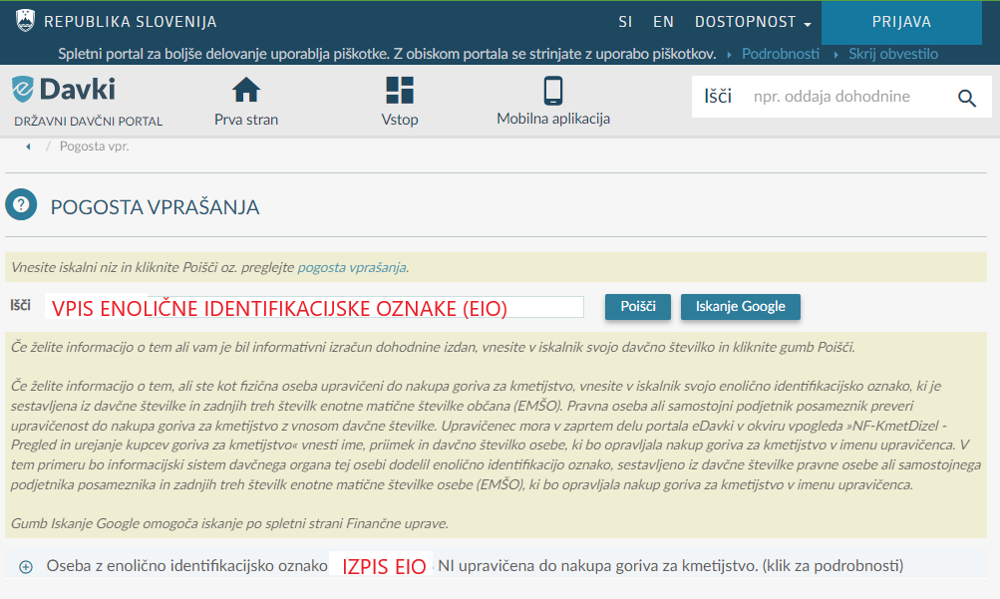 REPUBLIKA SLOVENIJA SI EN DOSTOPNOST PRIJAVA
Spletni portal za boljše delovanje uporablja piškotke. Z obiskom portala se strinjate z uporabo piškotkov. Podrobnosti Skrij obvestilo
eDavki
DRŽAVNI DAVČNI PORTAL
Prva stran
Vstop
Mobilna aplikacija
Išči npr. oddaja dohodnine
/ Pogosta vpr.
? POGOSTA VPRAŠANJA
Vnesite iskalni niz in kliknite Poišči oz. preglejte pogosta vprašanja.
Išči VPIS ENOLIČNE IDENTIFIKACIJSKE OZNAKE (EIO) Poišči Iskanje Google
Če želite informacijo o tem ali vam je bil informativni izračun dohodnine izdan, vnesite v iskalnik svojo davčno številko in kliknite gumb Poišči.
Če želite informacijo o tem, ali ste kot fizična oseba upravičeni do nakupa goriva za kmetijstvo, vnesite v iskalnik svojo enolično identifikacijsko oznako, ki je
sestavljena iz davčne številke in zadnjih treh številk enotne matične številke občana (EMŠO). Pravna oseba ali samostojni podjetnik posameznik preveri
upravičenost do nakupa goriva za kmetijstvo z vnosom davčne številke. Upravičenec mora v zaprtem delu portala eDavki v okviru vpogleda »NF-KmetDizel -
Pregled in urejanje kupcev goriva za kmetijstvo« vnesti ime, priimek in davčno številko osebe, ki bo opravljala nakup goriva za kmetijstvo v imenu upravičenca. V
tem primeru bo informacijski sistem davčnega organa tej osebi dodelil enolično identifikacijo oznako, sestavljeno iz davčne številke pravne osebe ali samostojnega
podjetnika posameznika in zadnjih treh številk enotne matične številke osebe (EMŠO), ki bo opravljala nakup goriva za kmetijstvo v imenu upravičenca.
Gumb Iskanje Google omogoča iskanje po spletni strani Finančne uprave.
Oseba z enolično identifikacijsko oznako IZPIS EIO NI upravičena do nakupa goriva za kmetijstvo. (klik za podrobnosti)